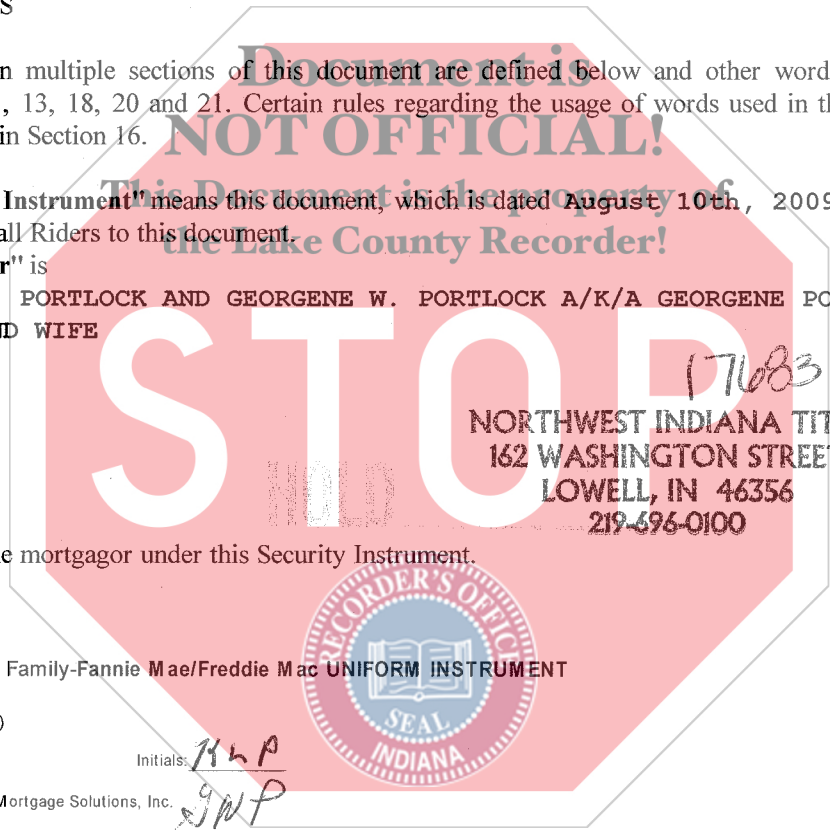 S
Document is
n multiple sections of this document are defined below and other word
, 13, 18, 20 and 21. Certain rules regarding the usage of words used in th
NOT OFFICIAL!
in Section 16.
This Document is the property of
Instrument" means this document, which is dated August 10th, 2009
all Riders to this document.
the Lake County Recorder!
r" is
PORTLOCK AND GEORGENE W. PORTLOCK A/K/A GEORGENE PO
D WIFE
STOP
17683
NORTHWEST INDIANA TIT
162 WASHINGTON STREET
LOWELL, IN 46356
219-696-0100
HOLD
e mortgagor under this Security Instrument.
RECORDER'S OFFICE
SEAL
INDIANA
Family-Fannie Mae/Freddie Mac UNIFORM INSTRUMENT
)
Initials: KLP
Mortgage Solutions, Inc. GWP